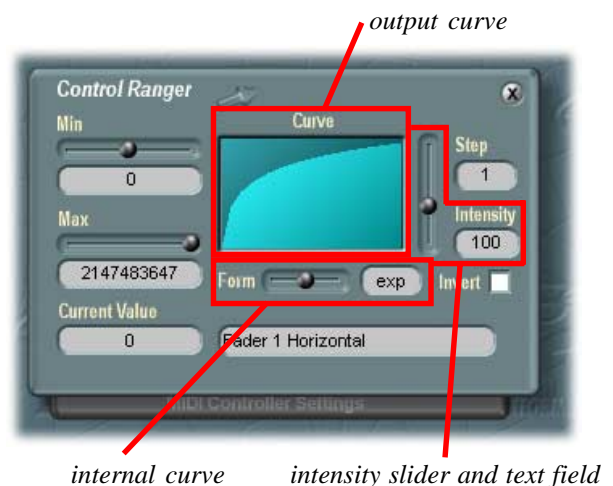 output curve
Control Ranger
X
Min
Curve
Step
0
1
Max
Intensity
100
2147483647
Form
exp
Invert
Current Value
0
Fader 1 Horizontal
MIDI Controller Settings
internal curve
intensity slider and text field